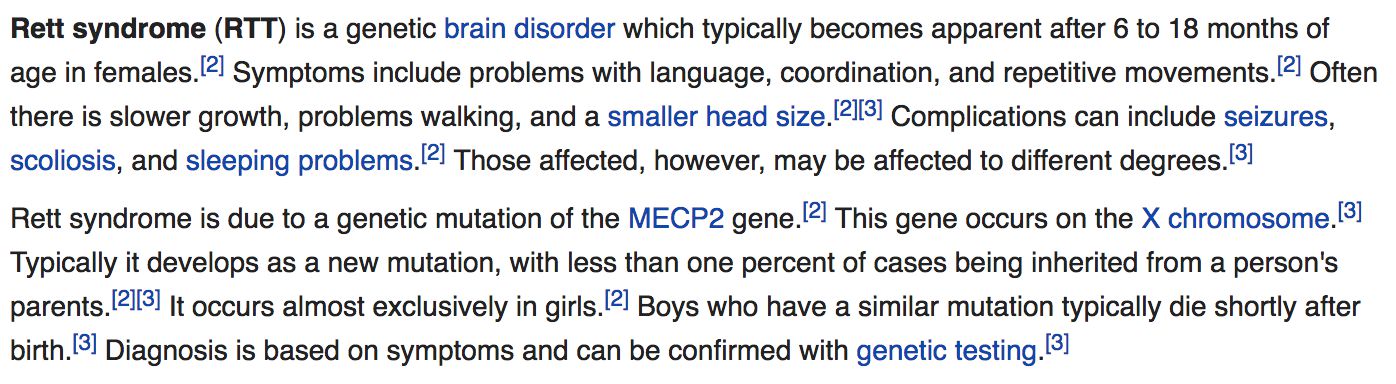 Rett syndrome (RTT) is a genetic brain disorder which typically becomes apparent after 6 to 18 months of
age in females.[2] Symptoms include problems with language, coordination, and repetitive movements.[2] Often
there is slower growth, problems walking, and a smaller head size.[2][3] Complications can include seizures,
scoliosis, and sleeping problems.[2] Those affected, however, may be affected to different degrees.[3]
Rett syndrome is due to a genetic mutation of the MECP2 gene.[2] This gene occurs on the X chromosome.[3]
Typically it develops as a new mutation, with less than one percent of cases being inherited from a person's
parents.[2][3] It occurs almost exclusively in girls.[2] Boys who have a similar mutation typically die shortly after
birth.[3] Diagnosis is based on symptoms and can be confirmed with genetic testing.[3]